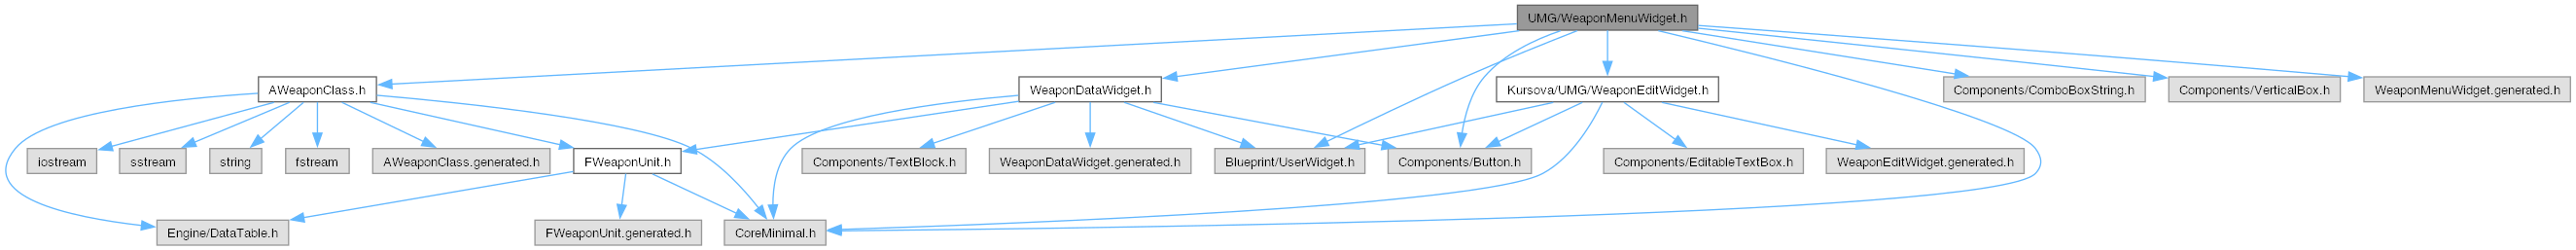 UMG/WeaponMenuWidget.h
AWeaponClass.h
WeaponDataWidget.h
Kursova/UMG/WeaponEditWidget.h
Components/ComboBoxString.h
Components/VerticalBox.h
WeaponMenuWidget.generated.h
iostream
sstream
string
fstream
AWeaponClass.generated.h
FWeaponUnit.h
Components/TextBlock.h
WeaponDataWidget.generated.h
Blueprint/UserWidget.h
Components/Button.h
Components/EditableTextBox.h
WeaponEditWidget.generated.h
Engine/DataTable.h
FWeaponUnit.generated.h
CoreMinimal.h